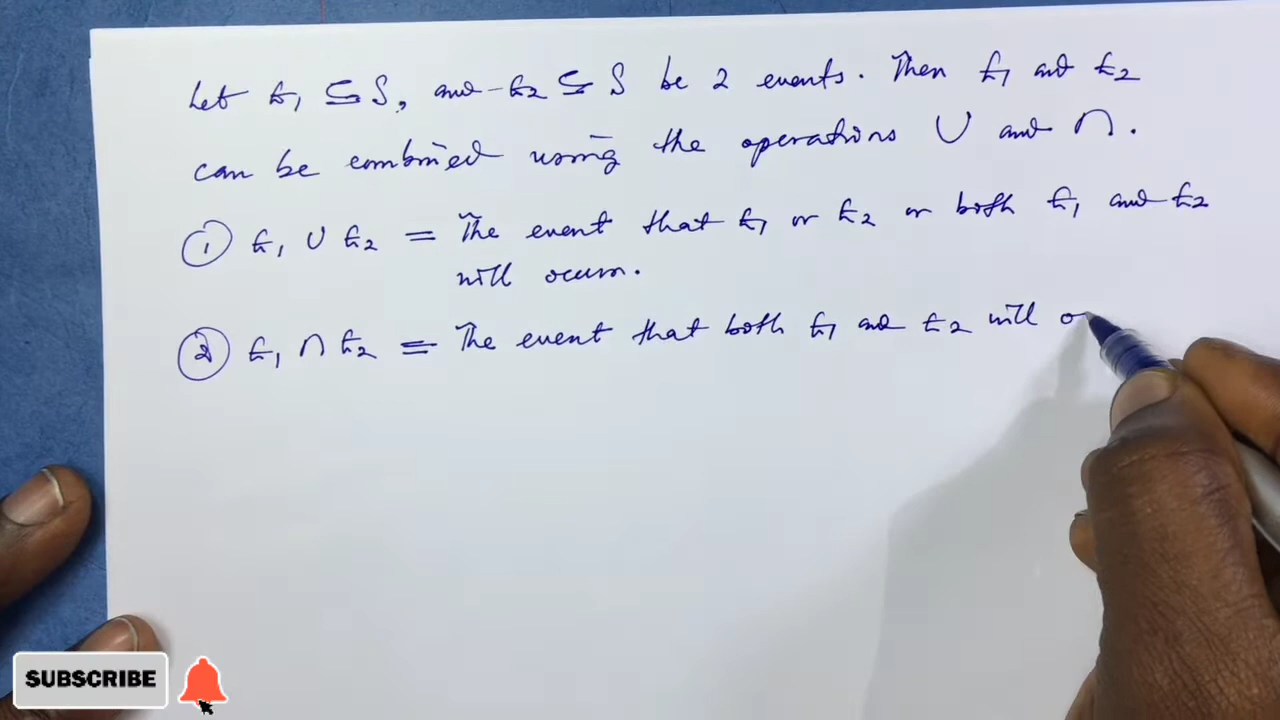 Let E₁ ⊆ S, and E₂ ⊆ S be 2 events. Then E₁ and E₂
can be combined using the operations ∪ and ∩.
① E₁ ∪ E₂ = The event that E₁ or E₂ or both E₁ and E₂
will occur.
② E₁ ∩ E₂ = The event that both E₁ and E₂ will o
SUBSCRIBE